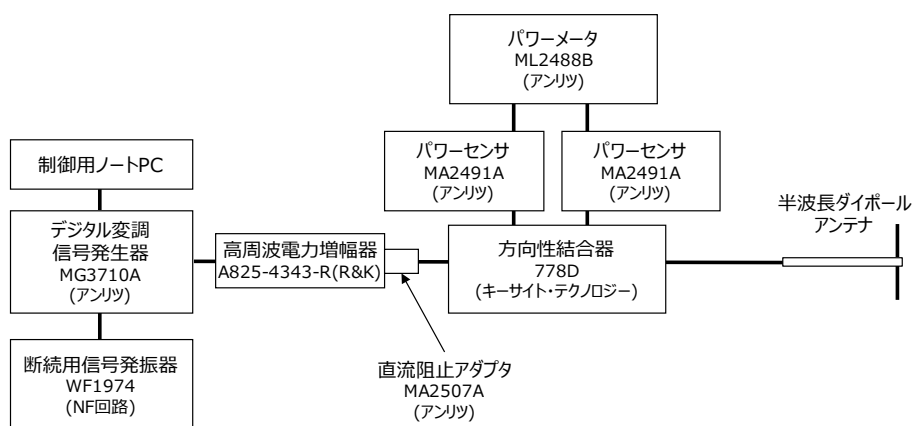 パワーメータ
ML2488B
(アンリツ)
パワーセンサ
MA2491A
(アンリツ)
パワーセンサ
MA2491A
(アンリツ)
制御用ノートPC
デジタル変調
信号発生器
MG3710A
(アンリツ)
高周波電力増幅器
A825-4343-R(R&K)
方向性結合器
778D
(キーサイト・テクノロジー)
半波長ダイポール
アンテナ
断続用信号発振器
WF1974
(NF回路)
直流阻止アダプタ
MA2507A
(アンリツ)